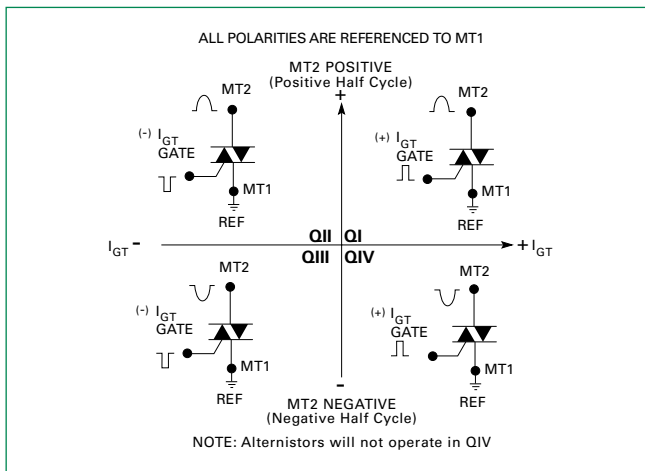 ALL POLARITIES ARE REFERENCED TO MT1
MT2 POSITIVE
(Positive Half Cycle)
+
MT2
(-) IGT
GATE
MT1
REF
MT2
(+) IGT
GATE
MT1
REF
IGT -
QII QI
QIII QIV
+ IGT
MT2
(-) IGT
GATE
MT1
REF
MT2
(+) IGT
GATE
MT1
REF
-
MT2 NEGATIVE
(Negative Half Cycle)
NOTE: Alternistors will not operate in QIV